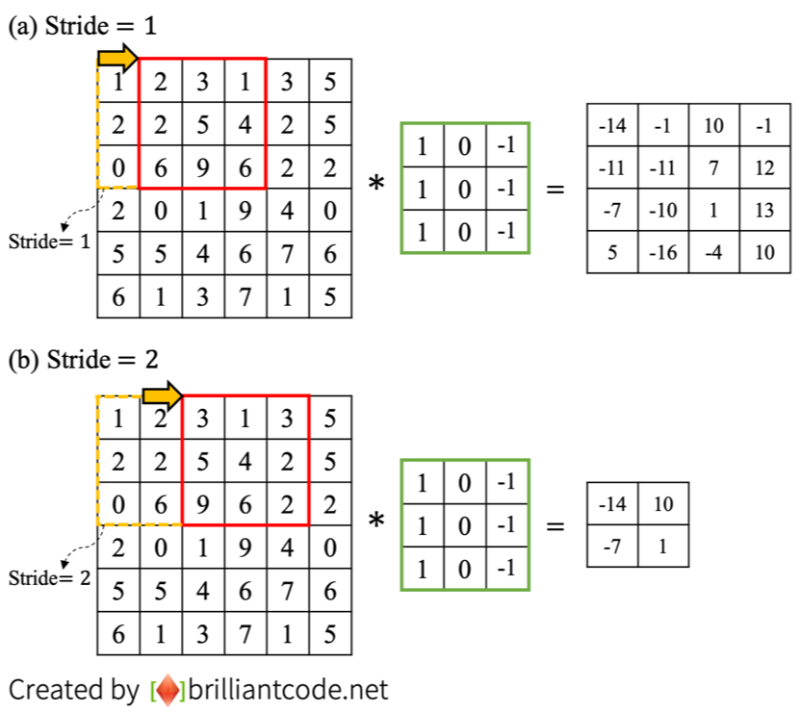 (a) Stride = 1
1 2 3 1 3 5
2 2 5 4 2 5
0 6 9 6 2 2
2 0 1 9 4 0
5 5 4 6 7 6
6 1 3 7 1 5
Stride= 1
*
1 0 -1
1 0 -1
1 0 -1
=
-14 -1 10 -1
-11 -11 7 12
-7 -10 1 13
5 -16 -4 10
(b) Stride = 2
1 2 3 1 3 5
2 2 5 4 2 5
0 6 9 6 2 2
2 0 1 9 4 0
5 5 4 6 7 6
6 1 3 7 1 5
Stride= 2
*
1 0 -1
1 0 -1
1 0 -1
=
-14 10
-7 1
Created by []brilliantcode.net